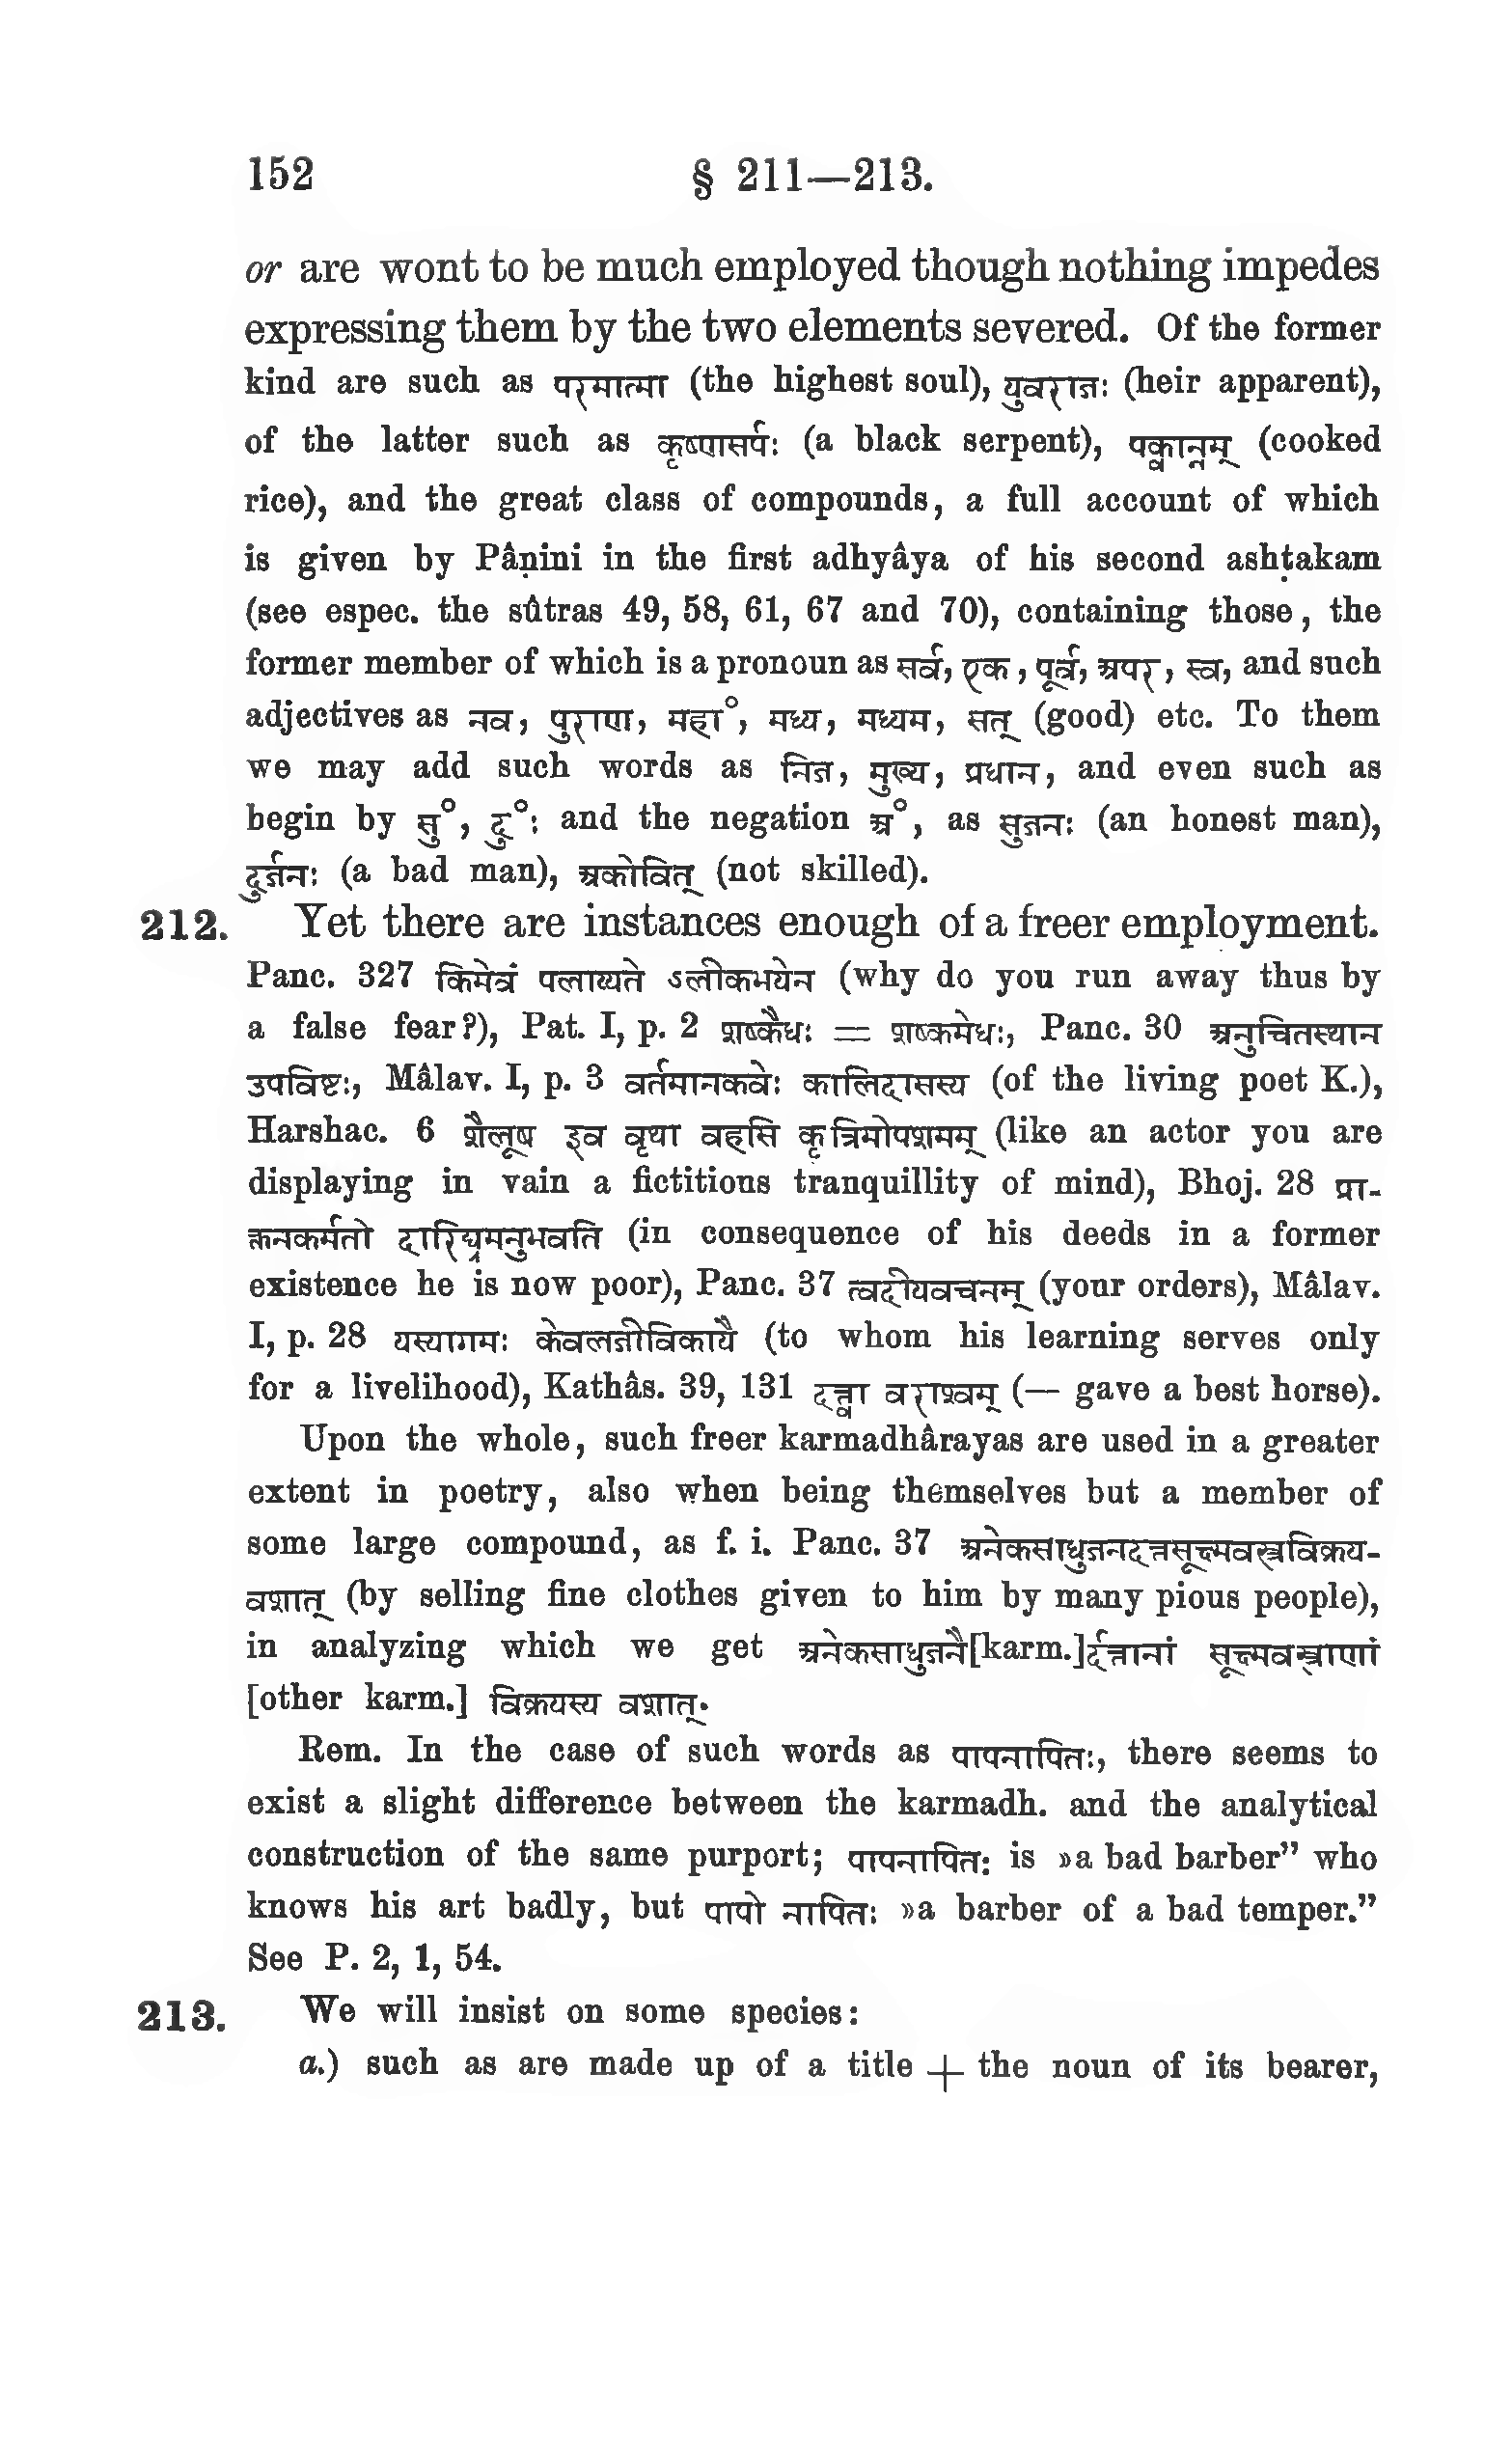 152 § 211—213.
or are wont to be much employed though nothing impedes
expressing them by the two elements severed. Of the former
kind are such as परमात्मा (the highest soul), युवराजः (heir apparent),
of the latter such as कृष्णसर्पः (a black serpent), पक्वान्नम् (cooked
rice), and the great class of compounds, a full account of which
is given by Pâṇini in the first adhyâya of his second ashṭakam
(see espec. the sûtras 49, 58, 61, 67 and 70), containing those, the
former member of which is a pronoun as सर्व, एक, पूर्व, अपर, स्व, and such
adjectives as नव, पुराण, महा°, मध्य, मध्यम, सत् (good) etc. To them
we may add such words as निज, मुख्य, प्रधान, and even such as
begin by सु°, दु°; and the negation अ°, as सुजनः (an honest man),
दुर्जनः (a bad man), अकोवित् (not skilled).
212. Yet there are instances enough of a freer employment.
Panc. 327 किमेवं पलाय्यते ऽलीकभयेन (why do you run away thus by
a false fear?), Pat. I, p. 2 शष्कैधः = शष्कमेधः, Panc. 30 अनुचितस्थान
उपविष्टः, Mâlav. I, p. 3 वर्तमानकवेः कालिदासस्य (of the living poet K.),
Harshac. 6 शैलूष इव वृथा वहसि कृत्रिमोपशमम् (like an actor you are
displaying in vain a fictitious tranquillity of mind), Bhoj. 28 प्रा-
क्तनकर्मतो दारिद्र्यमनुभवति (in consequence of his deeds in a former
existence he is now poor), Panc. 37 त्वदीयवचनम् (your orders), Mâlav.
I, p. 28 यस्यागमः केवलजीविकायै (to whom his learning serves only
for a livelihood), Kathâs. 39, 131 दत्त्वा वराश्वम् (— gave a best horse).
Upon the whole, such freer karmadhârayas are used in a greater
extent in poetry, also when being themselves but a member of
some large compound, as f. i. Panc. 37 अनेकसाधुजनदत्तसूक्ष्मवस्त्रविक्रय-
वशात् (by selling fine clothes given to him by many pious people),
in analyzing which we get अनेकसाधुजनै[karm.]र्दत्तानां सूक्ष्मवस्त्राणां
[other karm.] विक्रयस्य वशात्.
Rem. In the case of such words as पापनापितः, there seems to
exist a slight difference between the karmadh. and the analytical
construction of the same purport; पापनापितः is »a bad barber” who
knows his art badly, but पापो नापितः »a barber of a bad temper.”
See P. 2, 1, 54.
213. We will insist on some species:
a.) such as are made up of a title + the noun of its bearer,